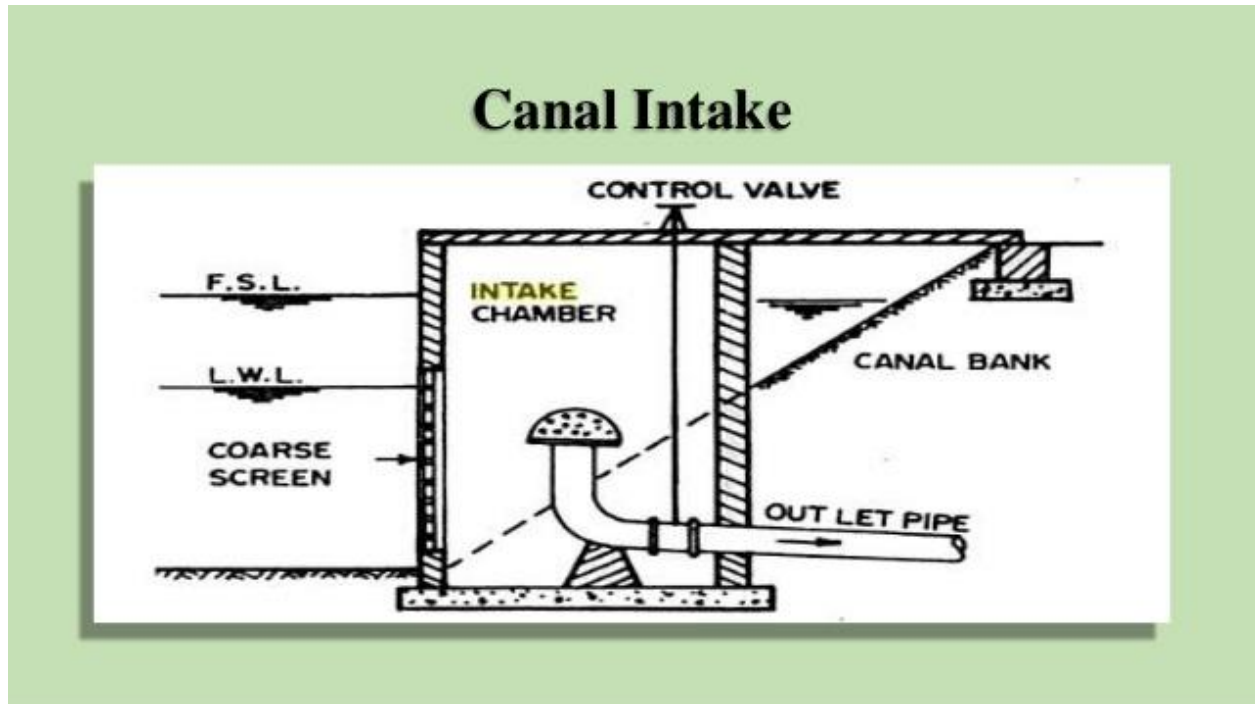 Canal Intake
CONTROL VALVE
F.S.L.
INTAKE
CHAMBER
L.W.L.
CANAL BANK
COARSE
SCREEN
OUT LET PIPE